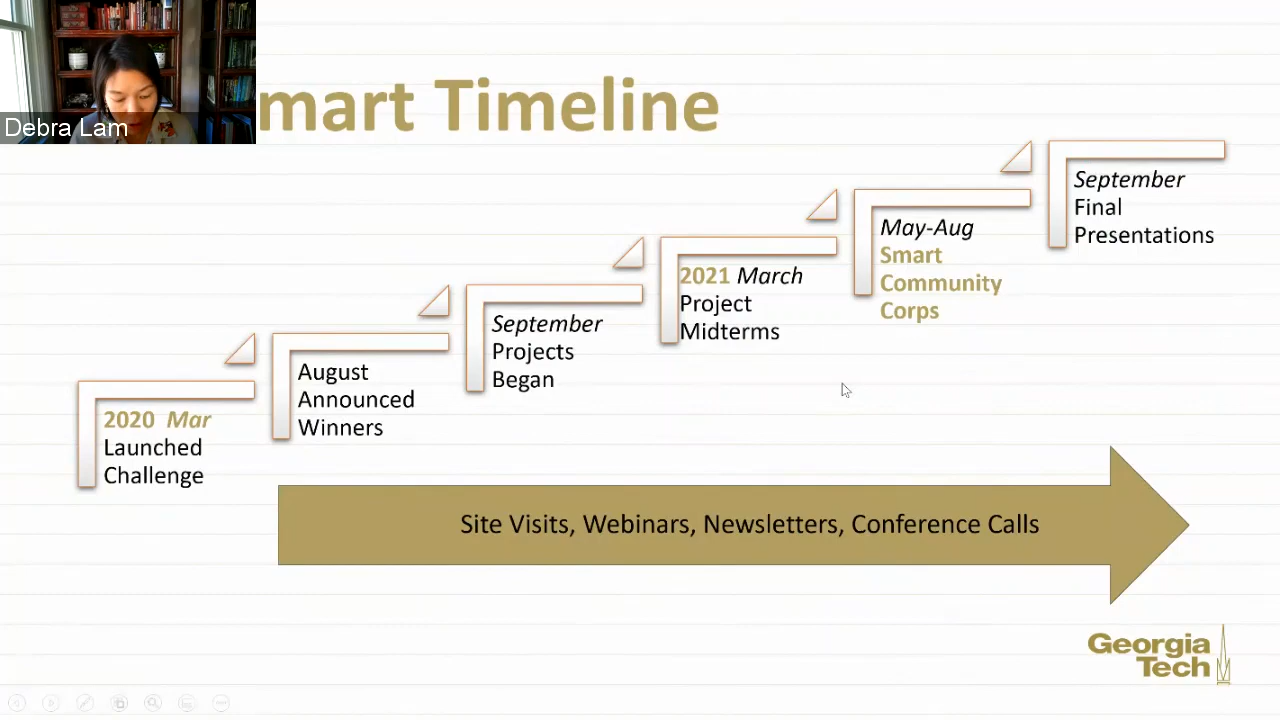 Debra Lam
mart Timeline
2020 Mar
Launched
Challenge
August
Announced
Winners
September
Projects
Began
2021 March
Project
Midterms
May-Aug
Smart
Community
Corps
September
Final
Presentations
Site Visits, Webinars, Newsletters, Conference Calls
Georgia
Tech